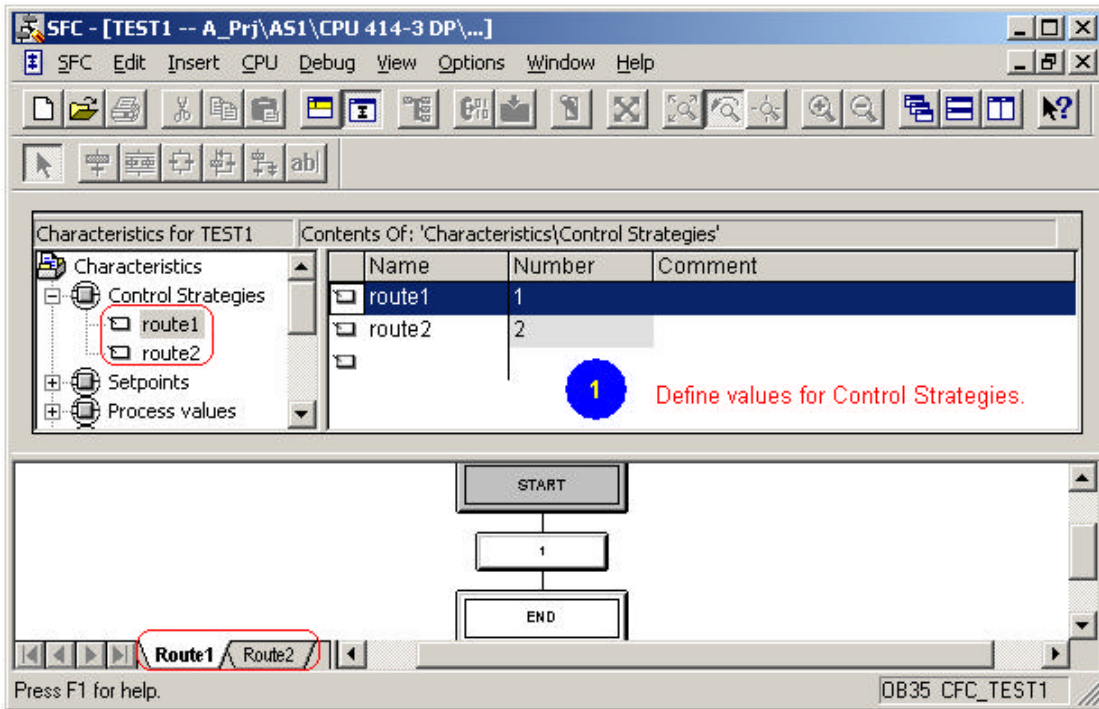 SFC - [TEST1 -- A_Prj\AS1\CPU 414-3 DP\...]
SFC Edit Insert CPU Debug View Options Window Help
ab
Characteristics for TEST1 Contents Of: 'Characteristics\Control Strategies'
Characteristics Name Number Comment
Control Strategies route1 1
route1 route2 2
route2
Setpoints 1 Define values for Control Strategies.
Process values
START
1
END
Route1 Route2
Press F1 for help. OB35 CFC_TEST1